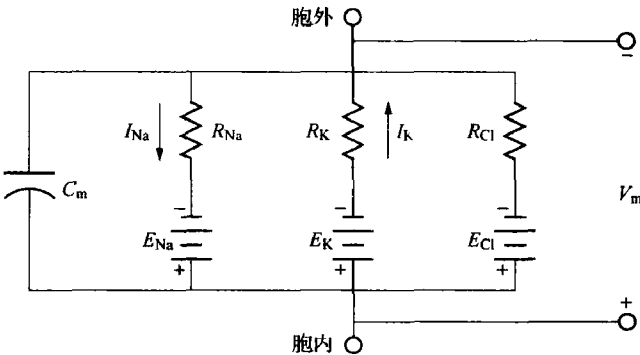 胞外
−
I_Na R_Na R_K I_K R_Cl
C_m
− − −
V_m
E_Na E_K E_Cl
+ + +
+
胞内